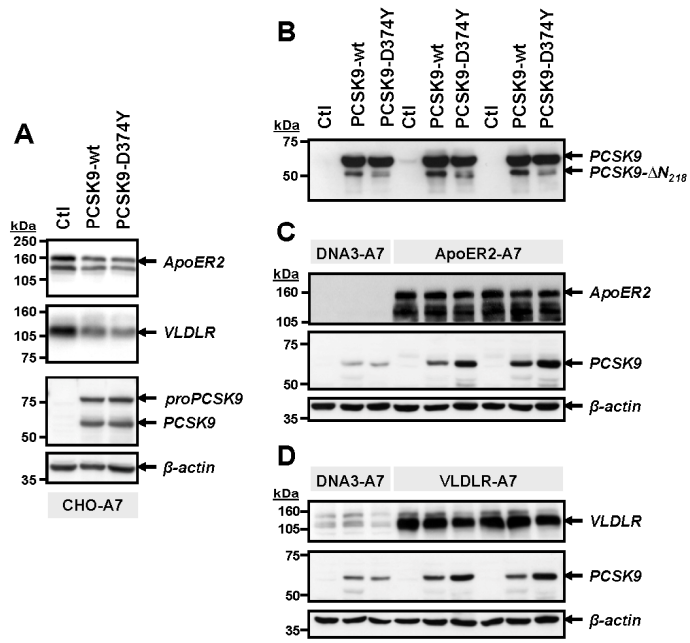 A
Ctl PCSK9-wt PCSK9-D374Y
kDa
250
160
105
ApoER2
160
105
75
VLDLR
75
50
proPCSK9
PCSK9
35
β-actin
CHO-A7
B
Ctl PCSK9-wt PCSK9-D374Y Ctl PCSK9-wt PCSK9-D374Y Ctl PCSK9-wt PCSK9-D374Y
kDa
75
50
PCSK9
PCSK9-ΔN218
C
DNA3-A7 ApoER2-A7
kDa
160
105
ApoER2
75
50
PCSK9
35
β-actin
D
DNA3-A7 VLDLR-A7
kDa
160
105
VLDLR
75
50
PCSK9
35
β-actin